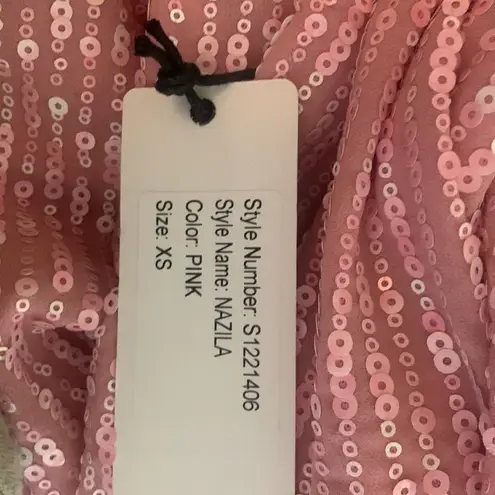 Style Number: S1221406
Style Name: NAZILA
Color: PINK
Size: XS